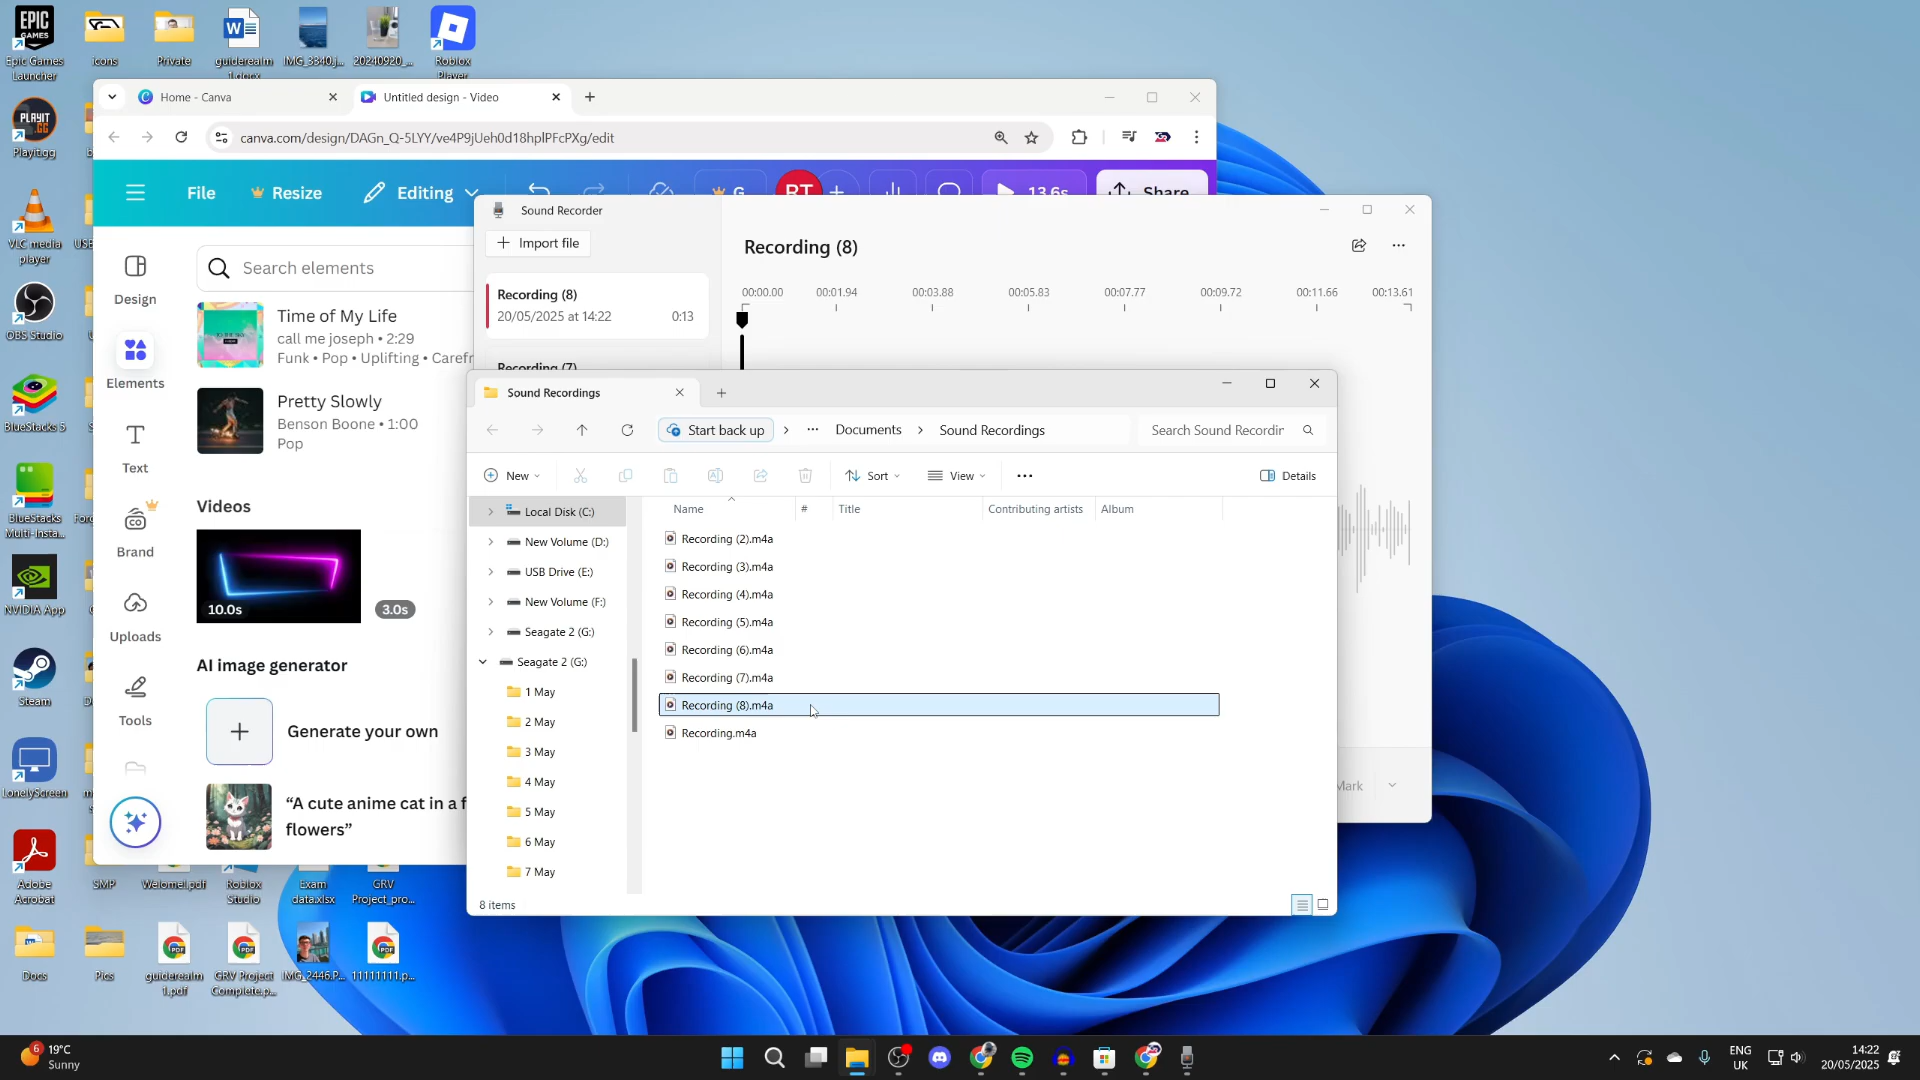 Epic Games
Launcher
icons
Private
guiderealm
1.docx
IMG_3340.j...
20240920_...
Roblox
Player
Playit.gg
VLC media
player
OBS Studio
BlueStacks 5
BlueStacks
Multi-Insta...
NVIDIA App
Steam
LonelyScreen
Adobe
Acrobat
SMP
Welomel.pdf
Roblox
Studio
Exam
data.xlsx
GRV
Project_pro...
Docs
Pics
guiderealm
1.pdf
GRV Project
Complete.p...
IMG_2446.P...
11111111.p...
Home - Canva
Untitled design - Video
canva.com/design/DAGn_Q-5LYY/ve4P9jUeh0d18hplPFcPXg/edit
File
Resize
Editing
G
RT
13.6s
Share
Design
Elements
Text
Brand
Uploads
Tools
Search elements
Time of My Life
call me joseph • 2:29
Funk • Pop • Uplifting • Carefr
Pretty Slowly
Benson Boone • 1:00
Pop
Videos
10.0s
3.0s
AI image generator
Generate your own
“A cute anime cat in a f
flowers”
Sound Recorder
Import file
Recording (8)
20/05/2025 at 14:22 0:13
Recording (7)
Recording (8)
00:00.00 00:01.94 00:03.88 00:05.83 00:07.77 00:09.72 00:11.66 00:13.61
Mark
Sound Recordings
Start back up > ... Documents > Sound Recordings
Search Sound Recordin
New
Sort
View
Details
Local Disk (C:)
New Volume (D:)
USB Drive (E:)
New Volume (F:)
Seagate 2 (G:)
Seagate 2 (G:)
1 May
2 May
3 May
4 May
5 May
6 May
7 May
Name # Title Contributing artists Album
Recording (2).m4a
Recording (3).m4a
Recording (4).m4a
Recording (5).m4a
Recording (6).m4a
Recording (7).m4a
Recording (8).m4a
Recording.m4a
8 items
6
19°C
Sunny
ENG
UK
14:22
20/05/2025